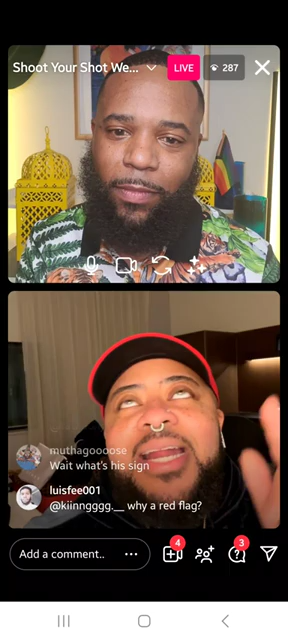 Shoot Your Shot We...
LIVE
287
muthagoooose
Wait what's his sign
luisfee001
@kiinngggg.__ why a red flag?
Add a comment..
4
3